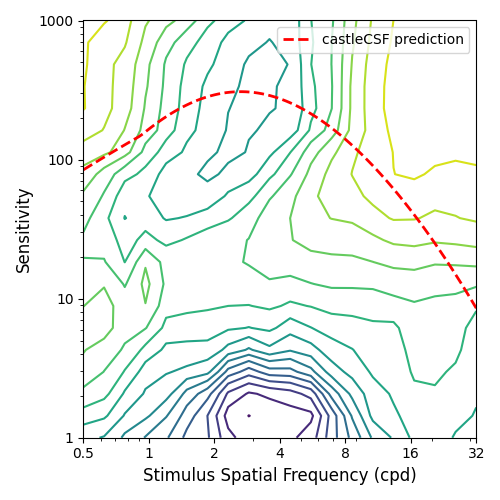 1000
castleCSF prediction
100
Sensitivity
10
1
0.5 1 2 4 8 16 32
Stimulus Spatial Frequency (cpd)